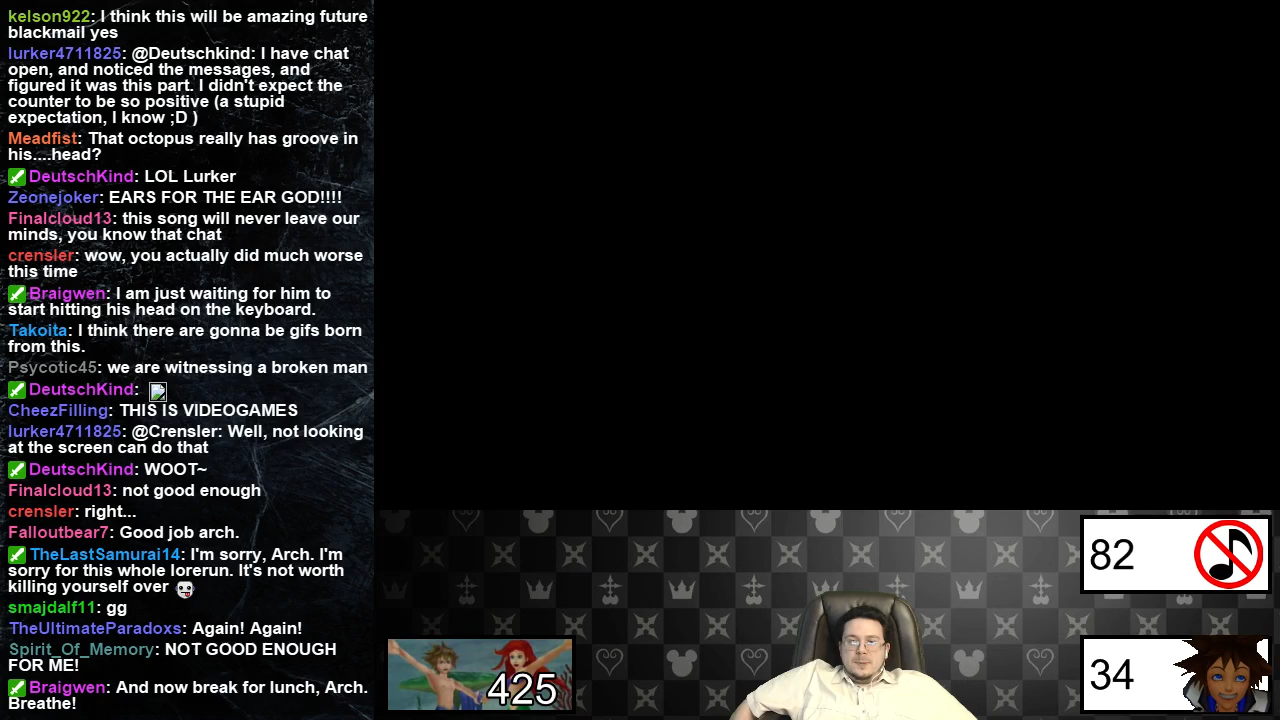 kelson922: I think this will be amazing future
blackmail yes
lurker4711825: @Deutschkind: I have chat
open, and noticed the messages, and
figured it was this part. I didn't expect the
counter to be so positive (a stupid
expectation, I know ;D )
Meadfist: That octopus really has groove in
his....head?
DeutschKind: LOL Lurker
Zeonejoker: EARS FOR THE EAR GOD!!!!
Finalcloud13: this song will never leave our
minds, you know that chat
crensler: wow, you actually did much worse
this time
Braigwen: I am just waiting for him to
start hitting his head on the keyboard.
Takoita: I think there are gonna be gifs born
from this.
Psycotic45: we are witnessing a broken man
DeutschKind:
CheezFilling: THIS IS VIDEOGAMES
lurker4711825: @Crensler: Well, not looking
at the screen can do that
DeutschKind: WOOT~
Finalcloud13: not good enough
crensler: right...
Falloutbear7: Good job arch.
TheLastSamurai14: I'm sorry, Arch. I'm
sorry for this whole lorerun. It's not worth
killing yourself over
smajdalf11: gg
TheUltimateParadoxs: Again! Again!
Spirit_Of_Memory: NOT GOOD ENOUGH
FOR ME!
Braigwen: And now break for lunch, Arch.
Breathe!
82
425
34